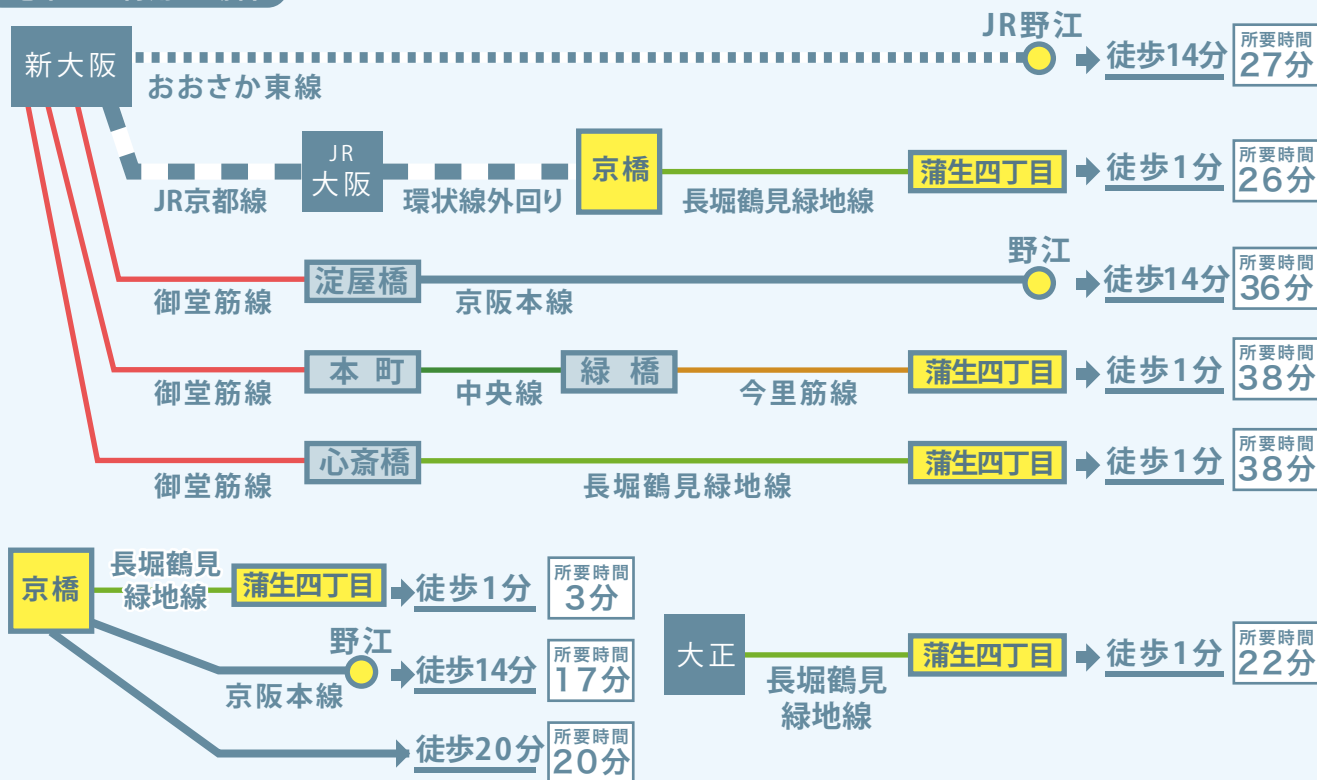 JR野江
新大阪
徒歩14分
所要時間
27分
おおさか東線
JR
大阪
京橋
蒲生四丁目
徒歩1分
所要時間
26分
JR京都線
環状線外回り
長堀鶴見緑地線
野江
淀屋橋
徒歩14分
所要時間
36分
御堂筋線
京阪本線
本町
緑橋
蒲生四丁目
徒歩1分
所要時間
38分
御堂筋線
中央線
今里筋線
心斎橋
蒲生四丁目
徒歩1分
所要時間
38分
御堂筋線
長堀鶴見緑地線
京橋
長堀鶴見
緑地線
蒲生四丁目
徒歩1分
所要時間
3分
野江
徒歩14分
所要時間
17分
京阪本線
徒歩20分
所要時間
20分
大正
長堀鶴見
緑地線
蒲生四丁目
徒歩1分
所要時間
22分